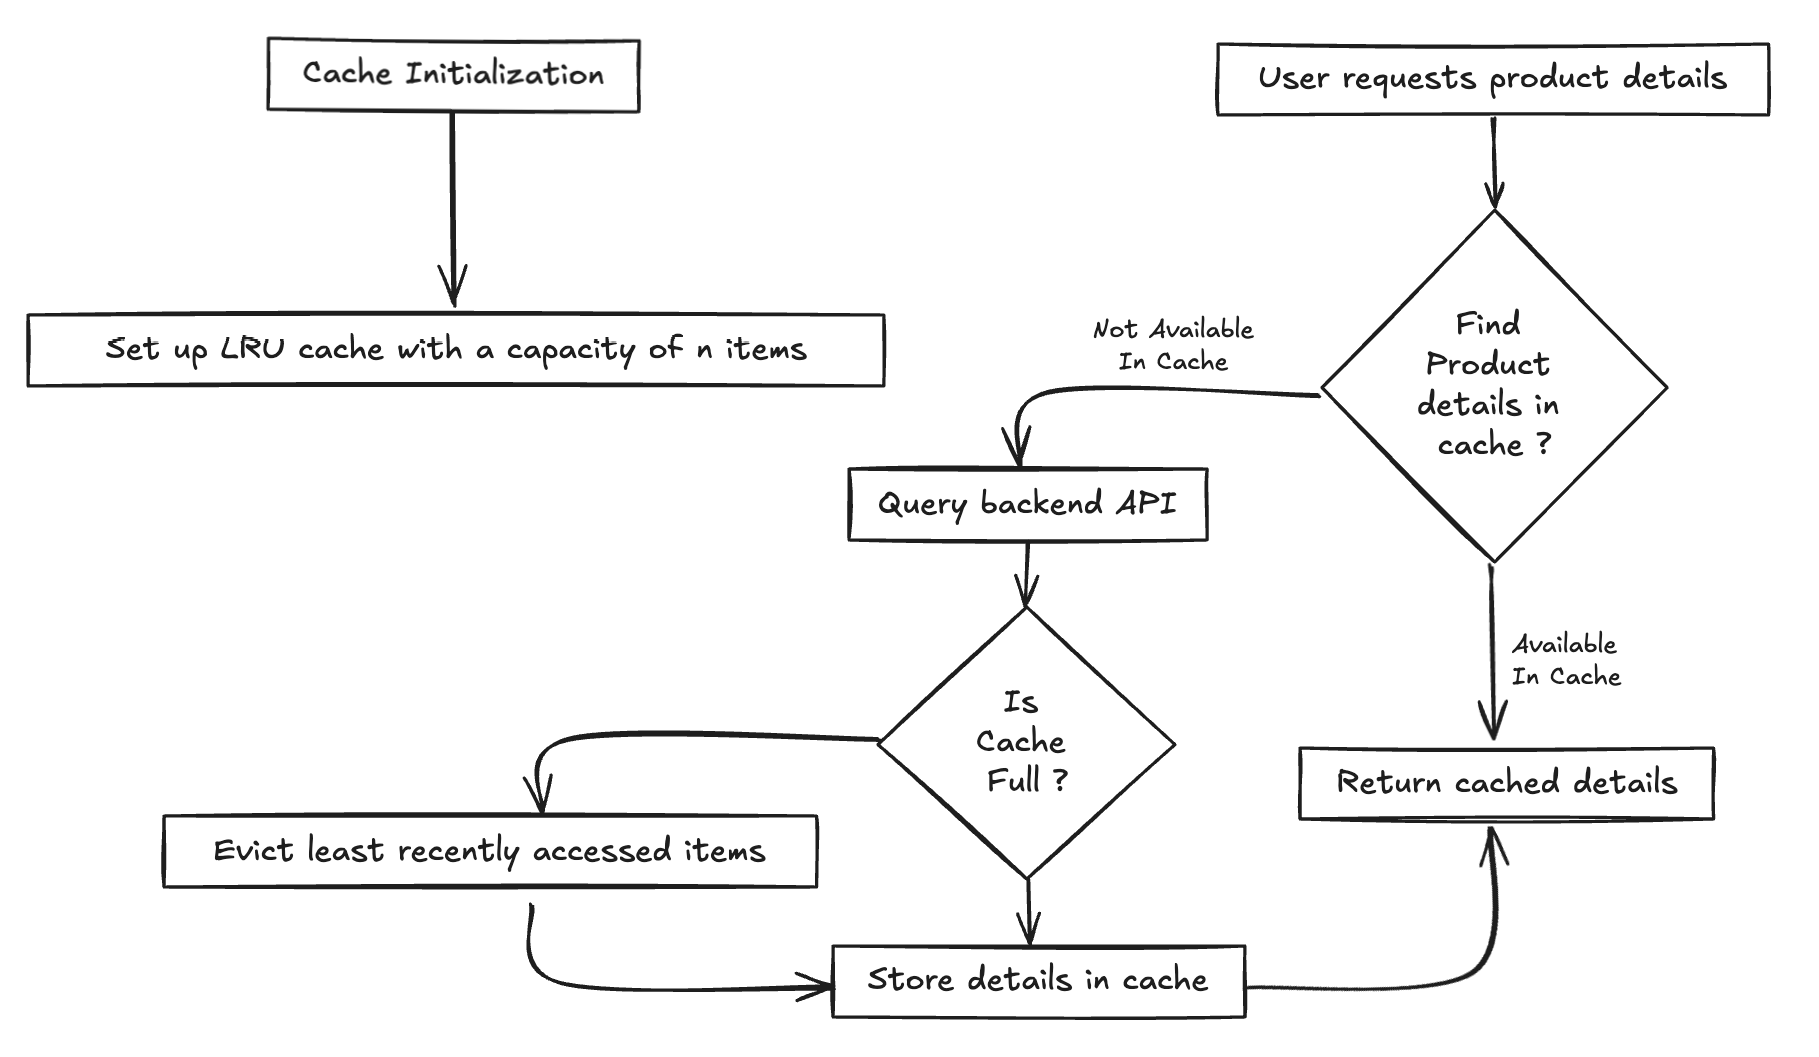 Cache Initialization
User requests product details
Set up LRU cache with a capacity of n items
Not Available
In Cache
Find
Product
details in
cache ?
Query backend API
Available
In Cache
Is
Cache
Full ?
Return cached details
Evict least recently accessed items
Store details in cache